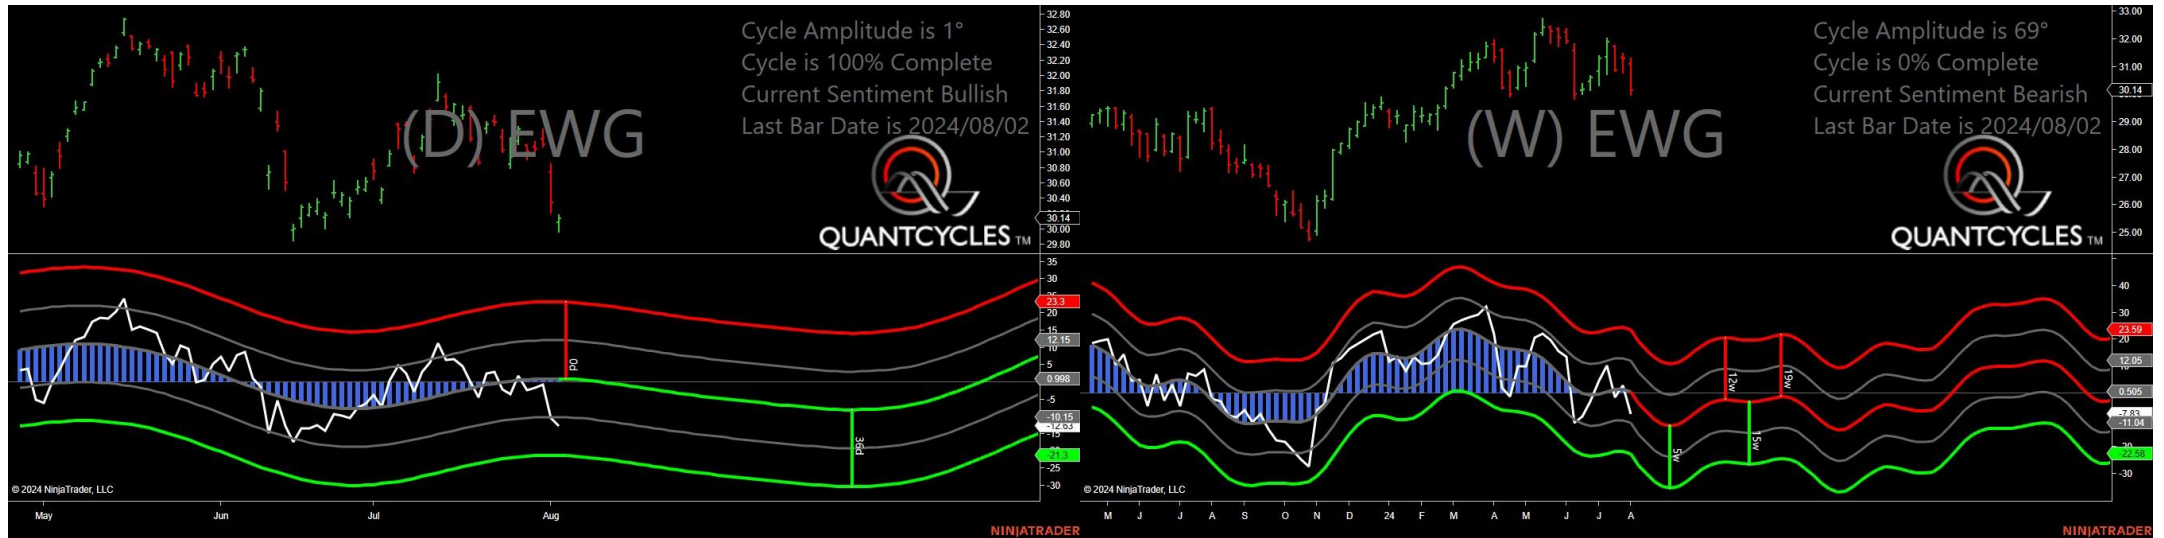 Cycle Amplitude is 1°
Cycle is 100% Complete
Current Sentiment Bullish
Last Bar Date is 2024/08/02
(D) EWG
QUANTCYCLES TM
32.80
32.60
32.40
32.20
32.00
31.80
31.60
31.40
31.20
31.00
30.80
30.60
30.40
30.14
30.00
29.80
35
30
23.3
20
15
12.15
10
5
0.998
-5
-10.15
-12.63
-15
-21.3
-25
-30
0d
36d
© 2024 NinjaTrader, LLC
May
Jun
Jul
Aug
NINJATRADER
Cycle Amplitude is 69°
Cycle is 0% Complete
Current Sentiment Bearish
Last Bar Date is 2024/08/02
(W) EWG
QUANTCYCLES TM
33.00
32.00
31.00
30.14
29.00
28.00
27.00
26.00
25.00
40
30
23.59
20
12.05
0.505
-7.83
-11.04
-22.58
-30
5w
12w
15w
19w
© 2024 NinjaTrader, LLC
M
J
J
A
S
O
N
D
24
F
M
A
M
J
J
A
NINJATRADER